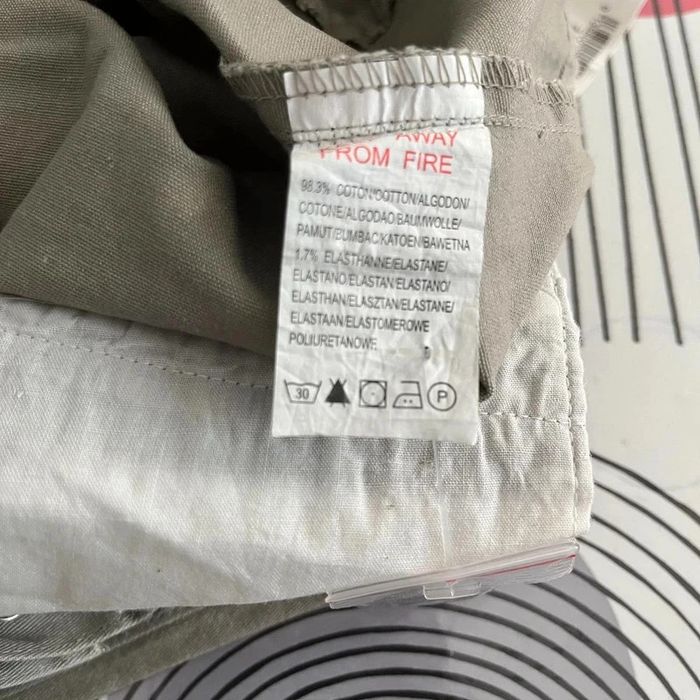 AWAY
FROM FIRE
98.3% COTON/COTTON/ALGODON/
COTONE/ALGODAO/BAUMWOLLE/
PAMUT/BUMBAC/KATOEN/BAWETNA
1.7% ELASTHANNE/ELASTANE/
ELASTANO/ELASTAN/ELASTANO/
ELASTHAN/ELASZTAN/ELASTANE/
ELASTAAN/ELASTOMEROWE
POLIURETANOWE
30 P